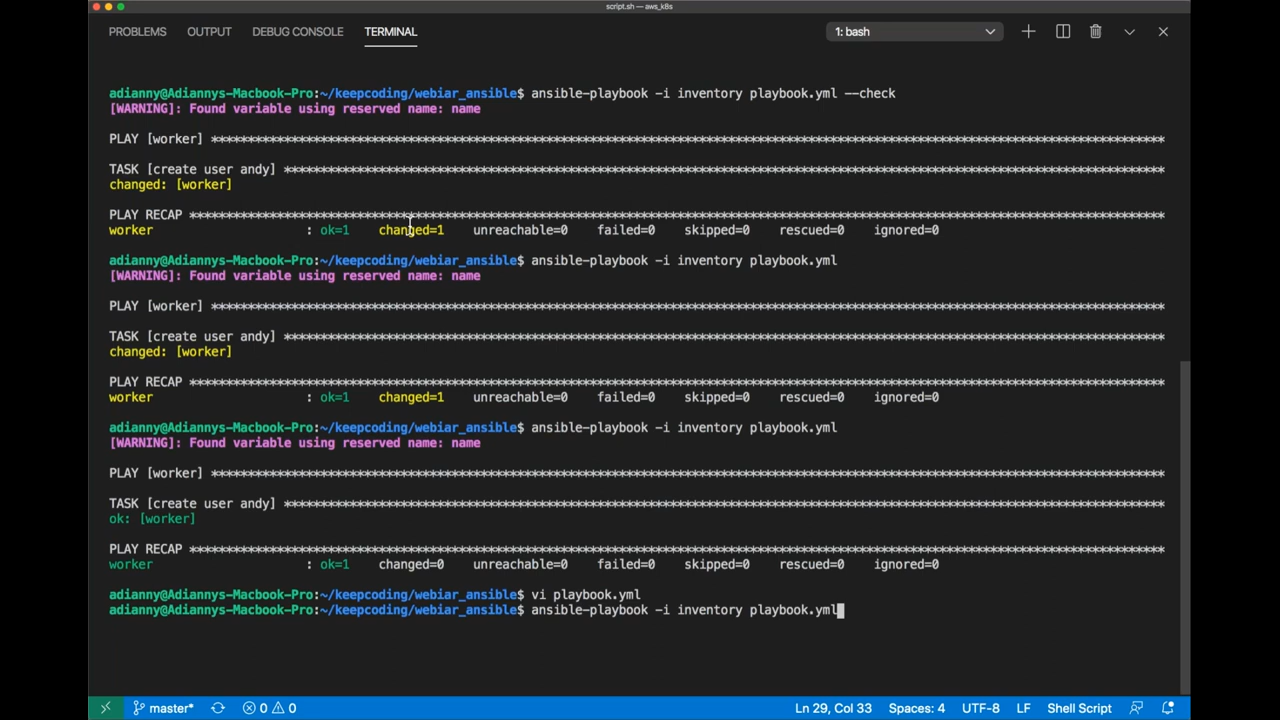 script.sh — aws_k8s
PROBLEMS OUTPUT DEBUG CONSOLE TERMINAL 1: bash
adianny@Adiannys-Macbook-Pro:~/keepcoding/webiar_ansible$ ansible-playbook -i inventory playbook.yml --check
[WARNING]: Found variable using reserved name: name
PLAY [worker] *********************************************************************************************************************
TASK [create user andy] *************************************************************************************************************
changed: [worker]
PLAY RECAP ************************************************************************************************************************
worker : ok=1 changed=1 unreachable=0 failed=0 skipped=0 rescued=0 ignored=0
adianny@Adiannys-Macbook-Pro:~/keepcoding/webiar_ansible$ ansible-playbook -i inventory playbook.yml
[WARNING]: Found variable using reserved name: name
PLAY [worker] *********************************************************************************************************************
TASK [create user andy] *************************************************************************************************************
changed: [worker]
PLAY RECAP ************************************************************************************************************************
worker : ok=1 changed=1 unreachable=0 failed=0 skipped=0 rescued=0 ignored=0
adianny@Adiannys-Macbook-Pro:~/keepcoding/webiar_ansible$ ansible-playbook -i inventory playbook.yml
[WARNING]: Found variable using reserved name: name
PLAY [worker] *********************************************************************************************************************
TASK [create user andy] *************************************************************************************************************
ok: [worker]
PLAY RECAP ************************************************************************************************************************
worker : ok=1 changed=0 unreachable=0 failed=0 skipped=0 rescued=0 ignored=0
adianny@Adiannys-Macbook-Pro:~/keepcoding/webiar_ansible$ vi playbook.yml
adianny@Adiannys-Macbook-Pro:~/keepcoding/webiar_ansible$ ansible-playbook -i inventory playbook.yml
master* 0 0 Ln 29, Col 33 Spaces: 4 UTF-8 LF Shell Script